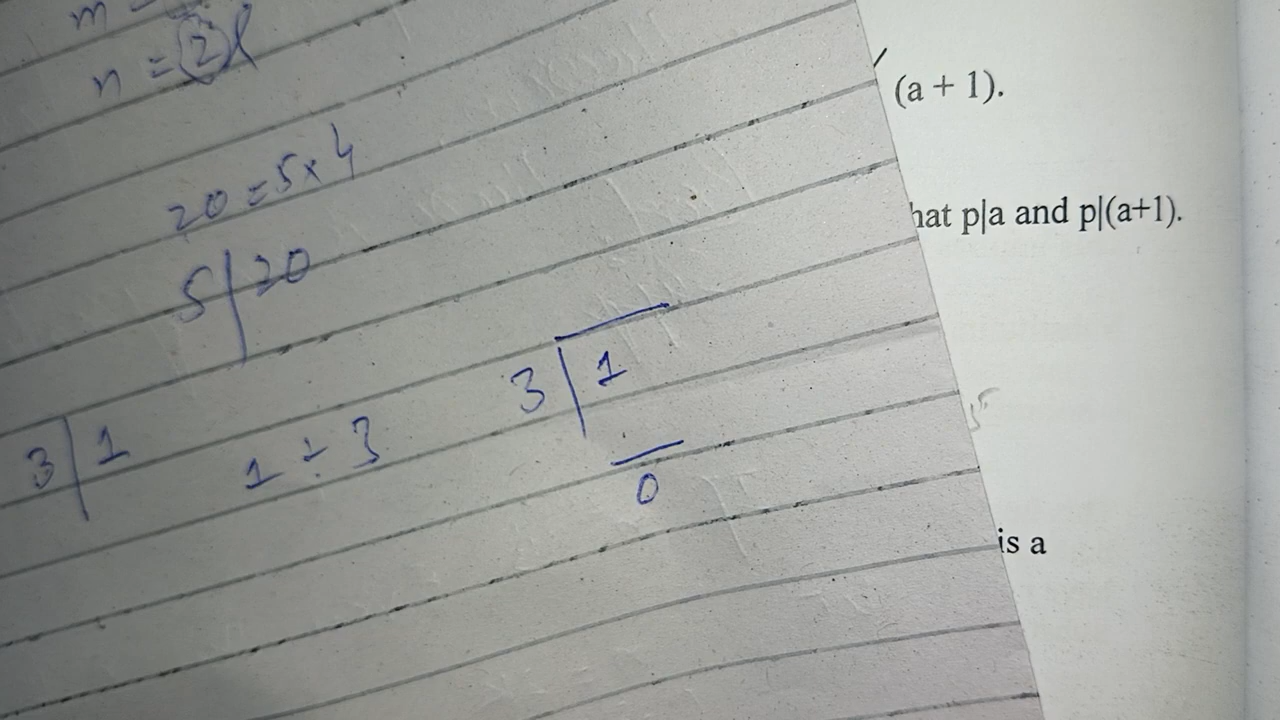 n = 2l
20 = 5 x 4
5 | 20
3 | 1
1 ÷ 3
3 | 1
0
(a + 1).
hat p|a and p|(a+1).
is a